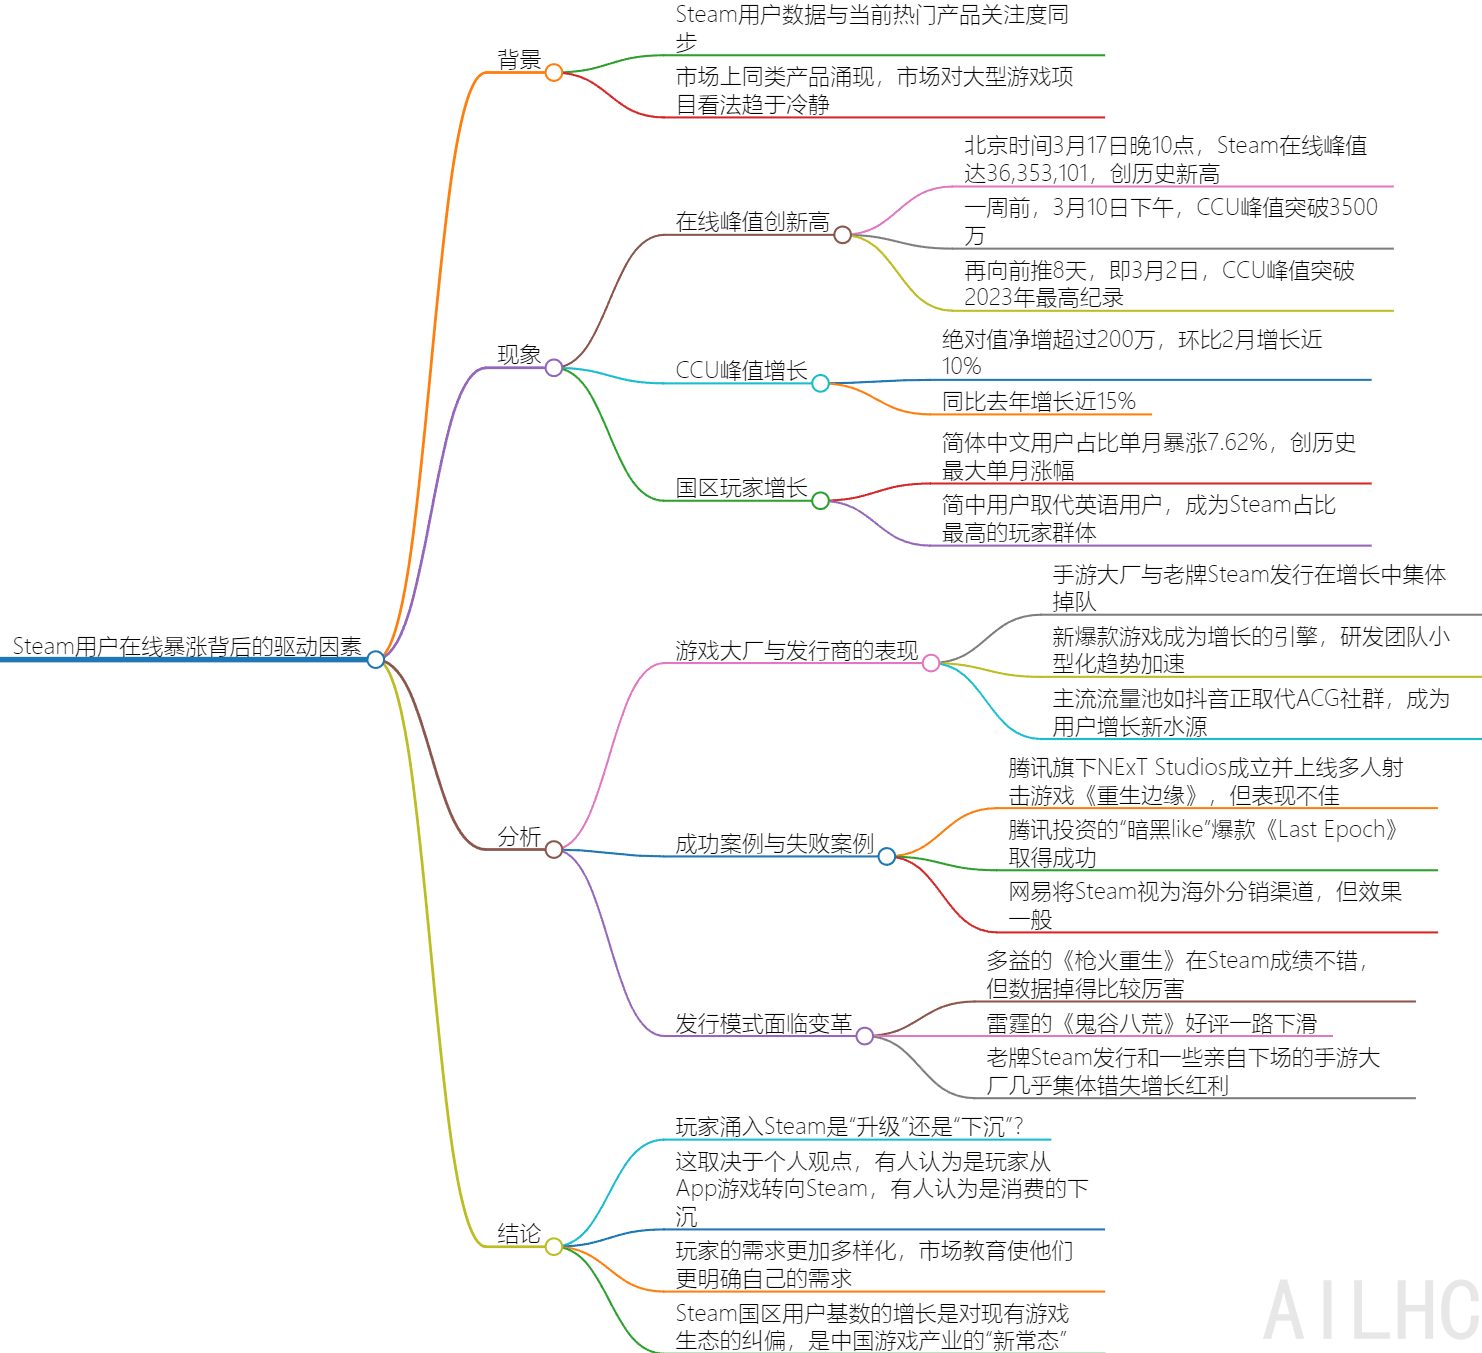 Steam用户在线暴涨背后的驱动因素
背景
Steam用户数据与当前热门产品关注度同
步
市场上同类产品涌现，市场对大型游戏项
目看法趋于冷静
现象
在线峰值创新高
北京时间3月17日晚10点，Steam在线峰值
达36,353,101，创历史新高
一周前，3月10日下午，CCU峰值突破3500
万
再向前推8天，即3月2日，CCU峰值突破
2023年最高纪录
CCU峰值增长
绝对值净增超过200万，环比2月增长近
10%
同比去年增长近15%
国区玩家增长
简体中文用户占比单月暴涨7.62%，创历史
最大单月涨幅
简中用户取代英语用户，成为Steam占比
最高的玩家群体
分析
游戏大厂与发行商的表现
手游大厂与老牌Steam发行在增长中集体
掉队
新爆款游戏成为增长的引擎，研发团队小
型化趋势加速
主流流量池如抖音正取代ACG社群，成为
用户增长新水源
成功案例与失败案例
腾讯旗下NExT Studios成立并上线多人射
击游戏《重生边缘》，但表现不佳
腾讯投资的“暗黑like”爆款《Last Epoch》
取得成功
网易将Steam视为海外分销渠道，但效果
一般
发行模式面临变革
多益的《枪火重生》在Steam成绩不错，
但数据掉得比较厉害
雷霆的《鬼谷八荒》好评一路下滑
老牌Steam发行和一些亲自下场的手游大
厂几乎集体错失增长红利
结论
玩家涌入Steam是“升级”还是“下沉”？
这取决于个人观点，有人认为是玩家从
App游戏转向Steam，有人认为是消费的下
沉
玩家的需求更加多样化，市场教育使他们
更明确自己的需求
Steam国区用户基数的增长是对现有游戏
生态的纠偏，是中国游戏产业的“新常态”
AILHC